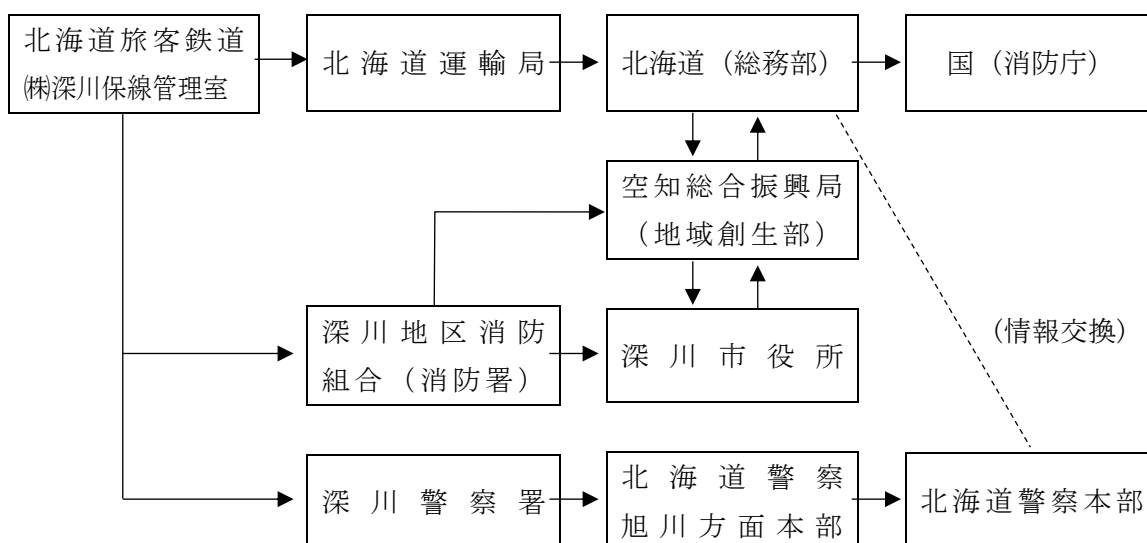 北海道旅客鉄道
㈱深川保線管理室
北海道運輸局
北海道（総務部）
国（消防庁）
空知総合振興局
（地域創生部）
深川地区消防
組合（消防署）
深川市役所
（情報交換）
深川警察署
北海道警察
旭川方面本部
北海道警察本部